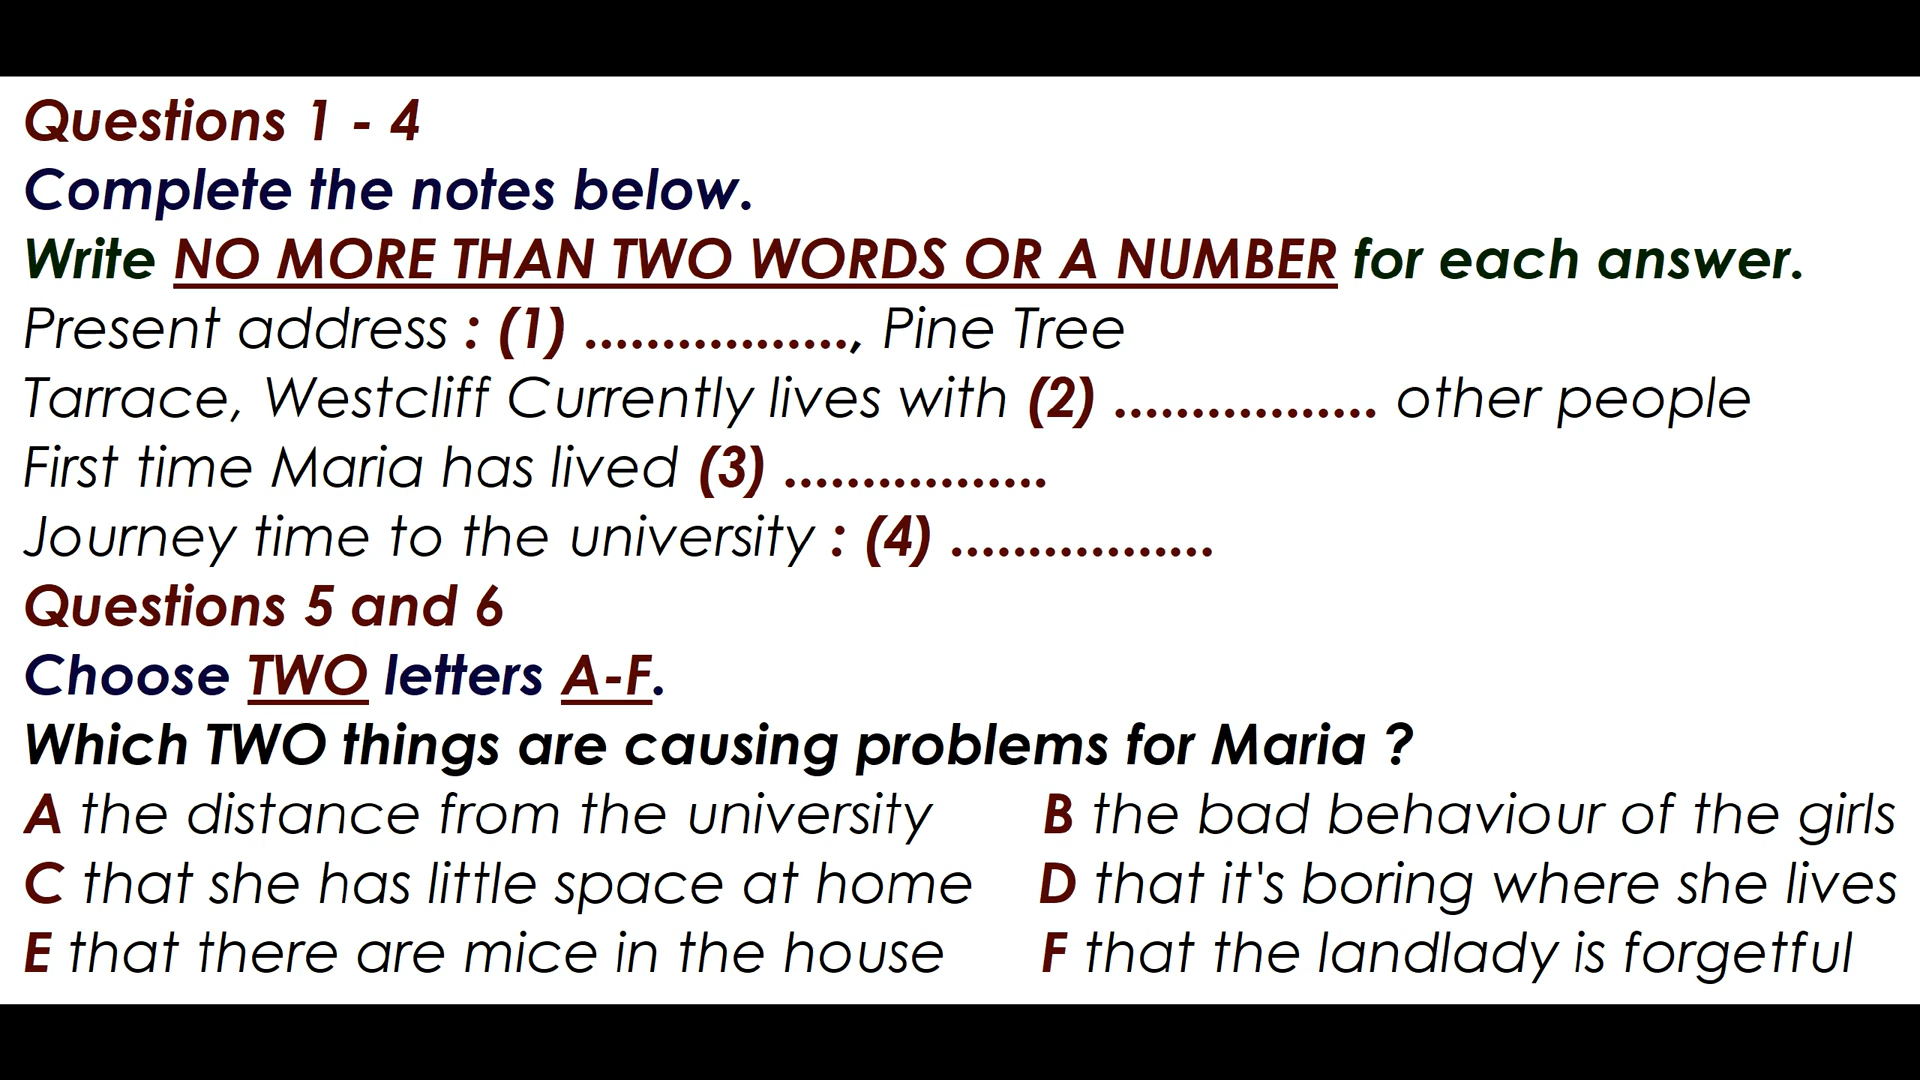 Questions 1 - 4
Complete the notes below.
Write NO MORE THAN TWO WORDS OR A NUMBER for each answer.
Present address : (1) ................., Pine Tree
Tarrace, Westcliff Currently lives with (2) ................. other people
First time Maria has lived (3) .................
Journey time to the university : (4) .................
Questions 5 and 6
Choose TWO letters A-F.
Which TWO things are causing problems for Maria ?
A the distance from the university B the bad behaviour of the girls
C that she has little space at home D that it's boring where she lives
E that there are mice in the house F that the landlady is forgetful